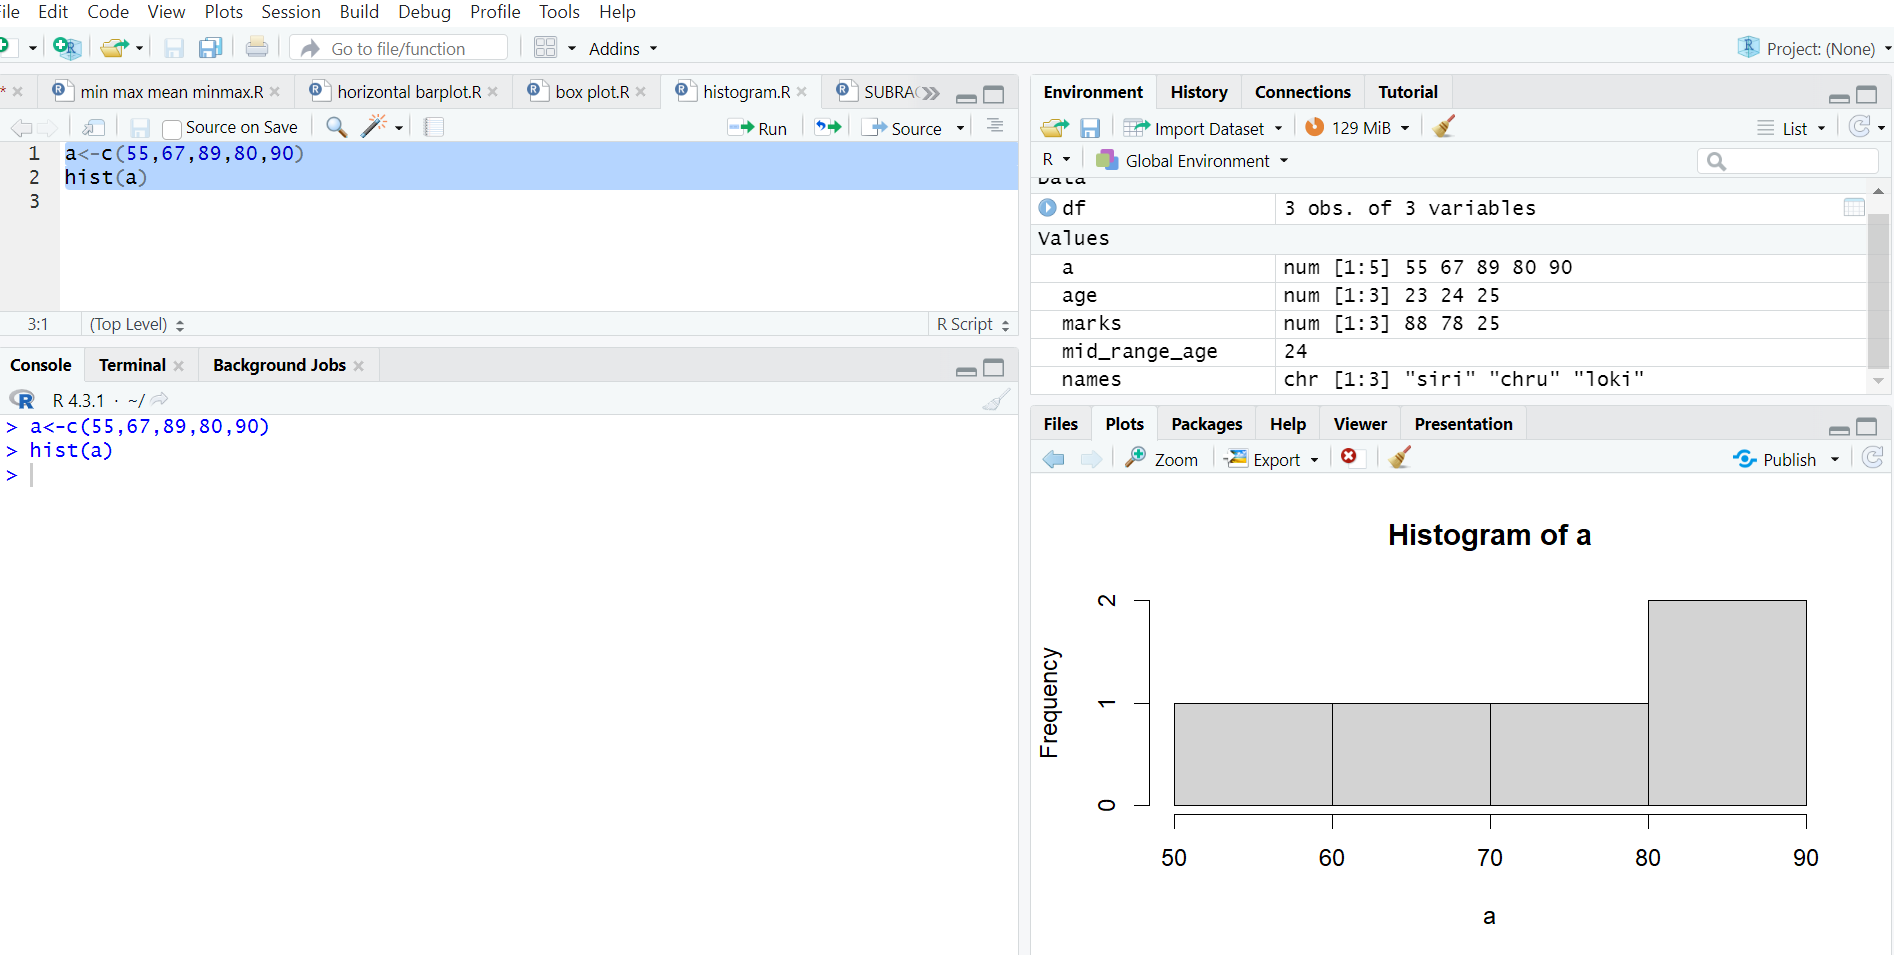 ile Edit Code View Plots Session Build Debug Profile Tools Help
Go to file/function Addins Project: (None)
* min max mean minmax.R horizontal barplot.R box plot.R histogram.R SUBRAC
Source on Save Run Source
1 a<-c(55,67,89,80,90)
2 hist(a)
3
3:1 (Top Level) R Script
Console Terminal Background Jobs
R 4.3.1 · ~/
> a<-c(55,67,89,80,90)
> hist(a)
>
Environment History Connections Tutorial
Import Dataset 129 MiB List
R Global Environment
Data
df 3 obs. of 3 variables
Values
a num [1:5] 55 67 89 80 90
age num [1:3] 23 24 25
marks num [1:3] 88 78 25
mid_range_age 24
names chr [1:3] "siri" "chru" "loki"
Files Plots Packages Help Viewer Presentation
Zoom Export Publish
Histogram of a
Frequency
2
1
0
50 60 70 80 90
a